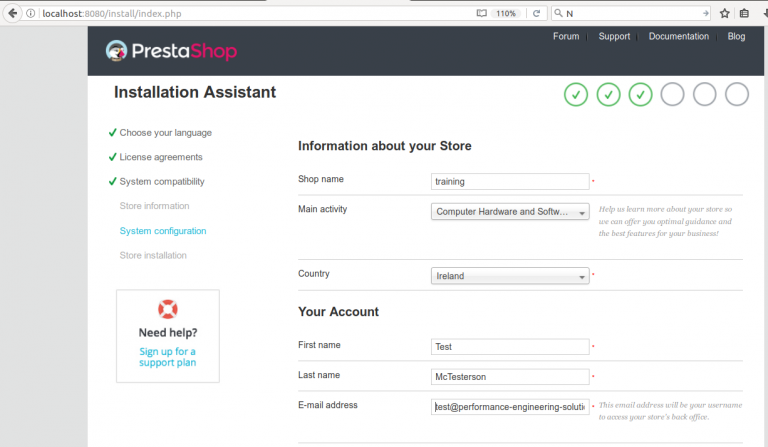 localhost:8080/install/index.php
110%
N
Forum
Support
Documentation
Blog
PrestaShop
Installation Assistant
Choose your language
License agreements
System compatibility
Store information
System configuration
Store installation
Need help?
Sign up for a
support plan
Information about your Store
Shop name
training *
Main activity
Computer Hardware and Softw... *
Help us learn more about your store so
we can offer you optimal guidance and
the best features for your business!
Country
Ireland *
Your Account
First name
Test *
Last name
McTesterson *
E-mail address
test@performance-engineering-soluti *
This email address will be your username
to access your store's back office.